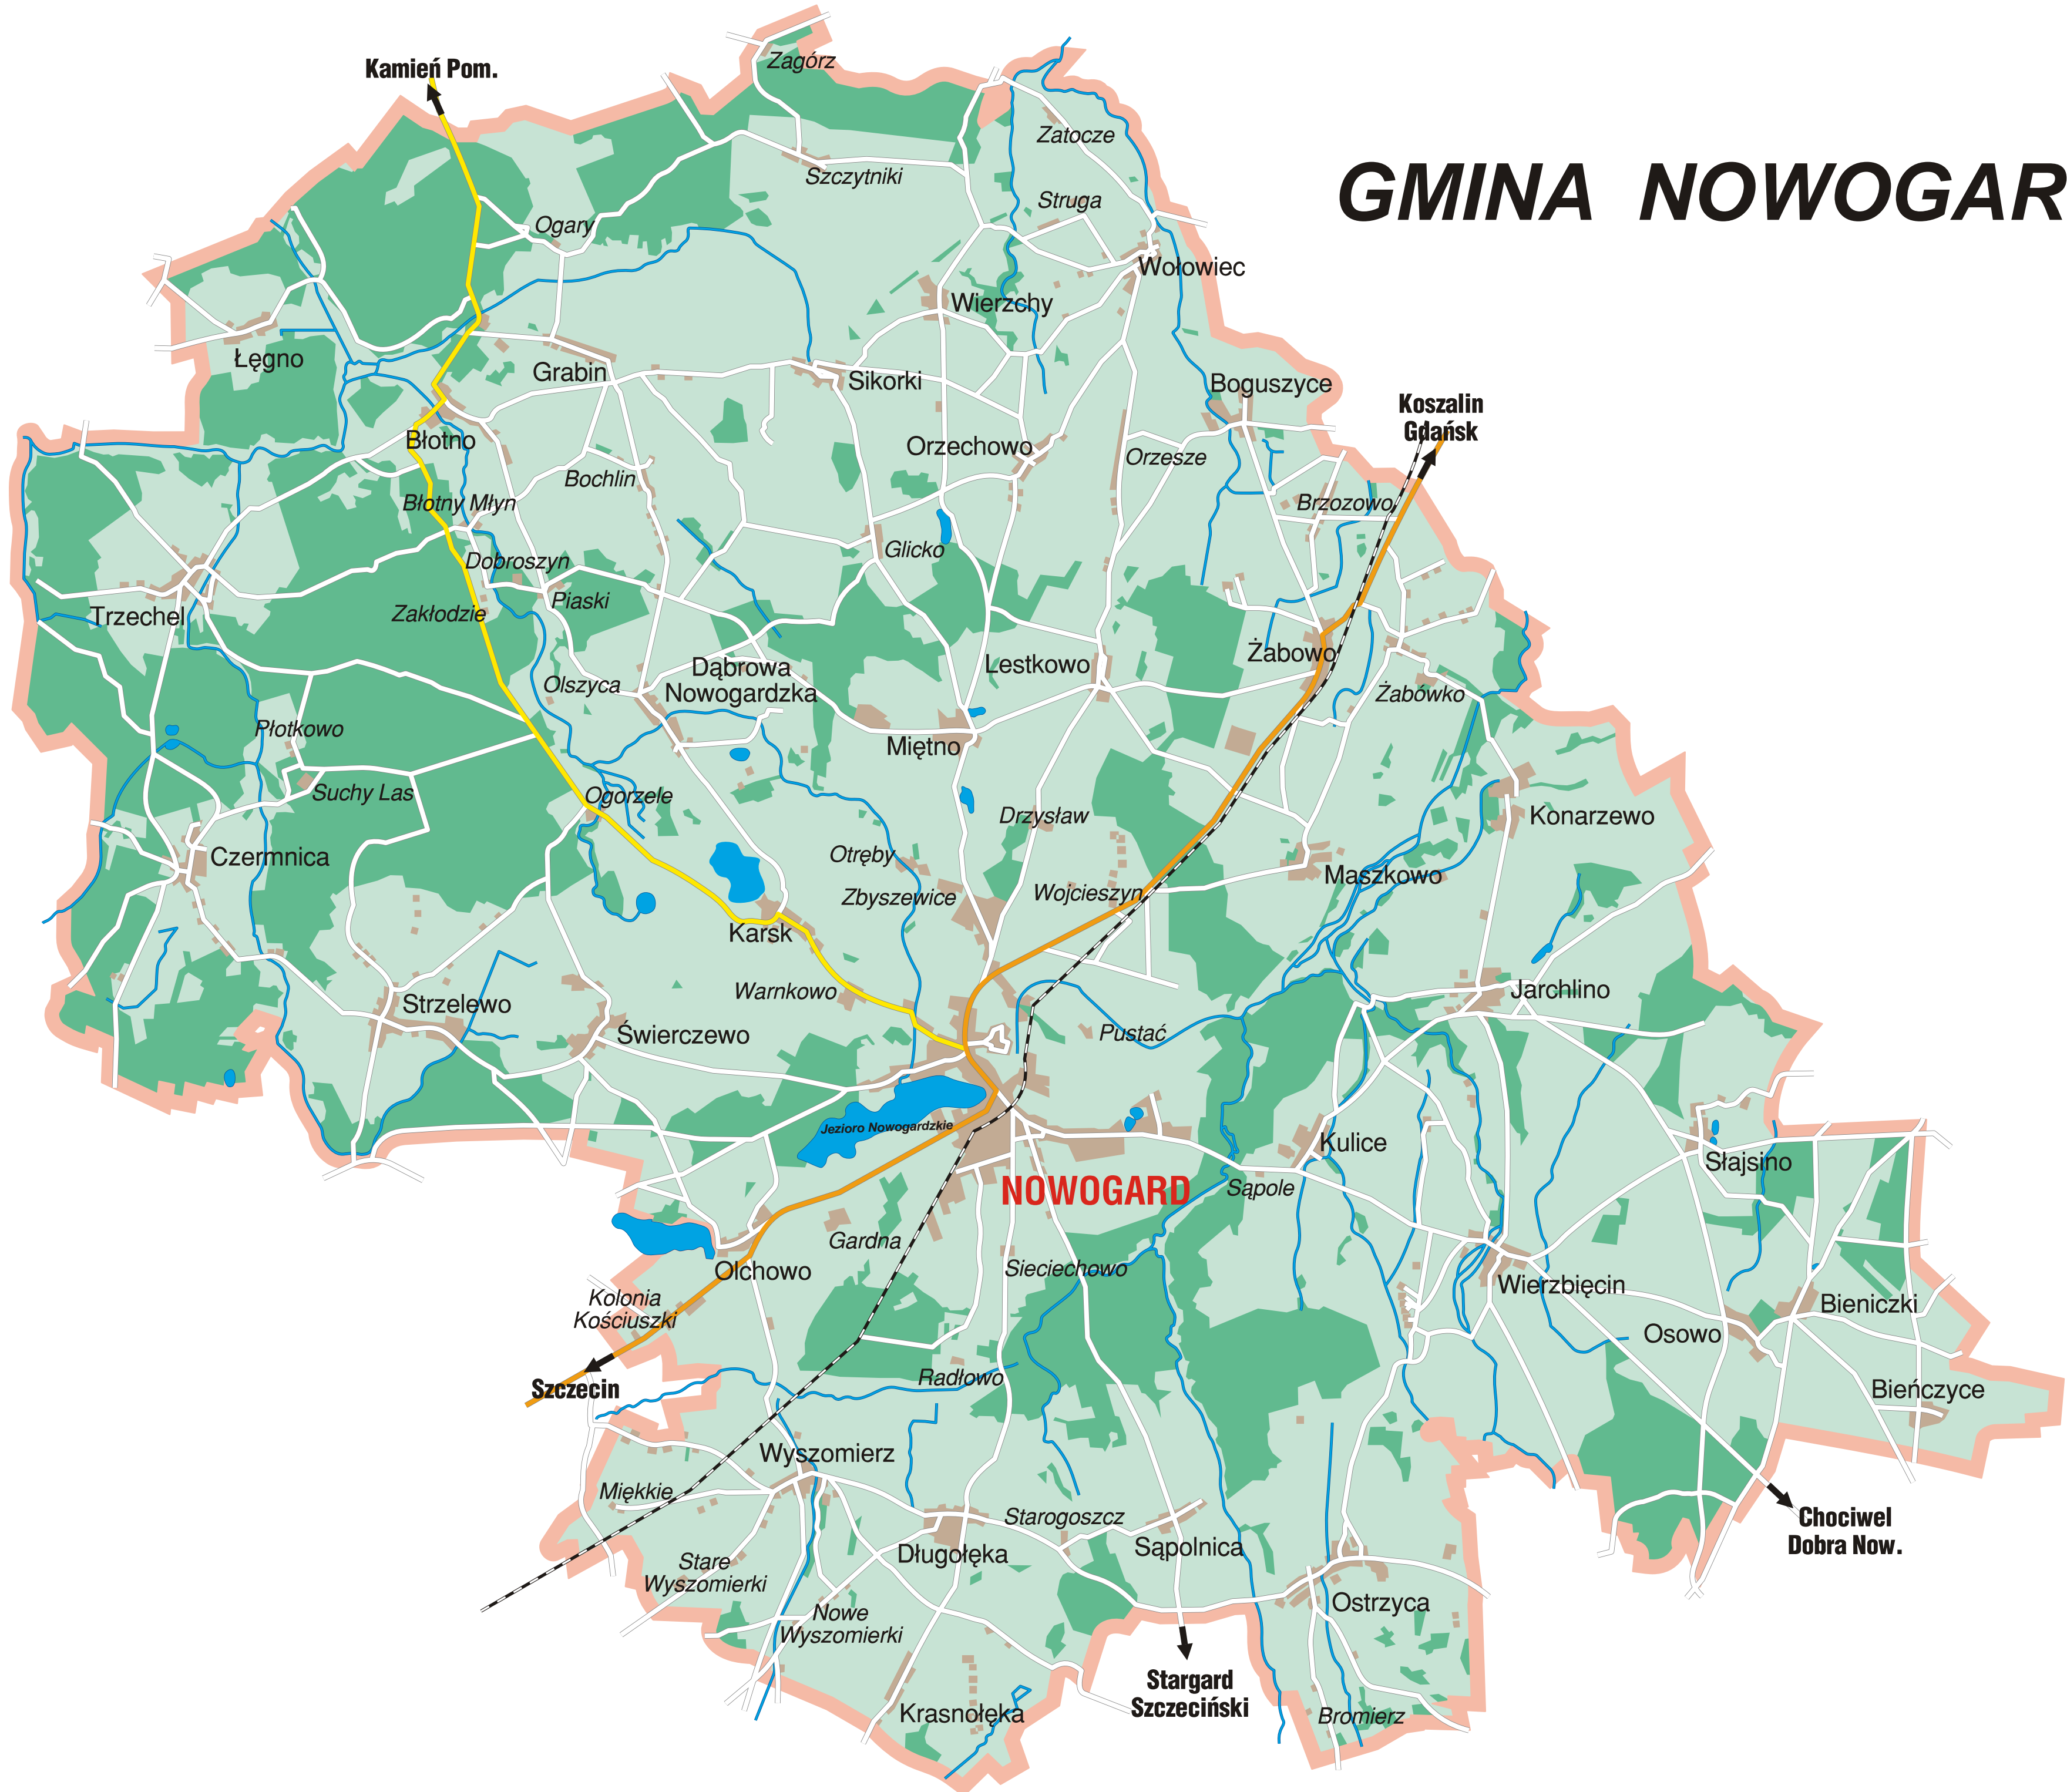 Kamień Pom.
Zagórz
Zatocze
GMINA NOWOGAR
Szczytniki
Struga
Ogary
Wołowiec
Wierzchy
Łęgno
Grabin
Sikorki
Boguszyce
Koszalin
Gdańsk
Błotno
Orzechowo
Orzesze
Bochlin
Błotny Młyn
Brzozowo
Glicko
Dobroszyn
Piaski
Zakłodzie
Trzechel
Żabowo
Lestkowo
Dąbrowa
Nowogardzka
Olszyca
Żabówko
Płotkowo
Miętno
Suchy Las
Ogorzele
Drzysław
Konarzewo
Czermnica
Otręby
Maszkowo
Zbyszewice
Wojcieszyn
Karsk
Warnkowo
Jarchlino
Strzelewo
Świerczewo
Pustać
Jezioro Nowogardzkie
Kulice
Słajsino
NOWOGARD
Sąpole
Gardna
Olchowo
Sieciechowo
Wierzbięcin
Kolonia
Kościuszki
Bieniczki
Osowo
Szczecin
Radłowo
Bieńczyce
Wyszomierz
Miękkie
Starogoszcz
Chociwel
Dobra Now.
Długołęka
Sąpolnica
Stare
Wyszomierki
Ostrzyca
Nowe
Wyszomierki
Stargard
Szczeciński
Krasnołęka
Bromierz